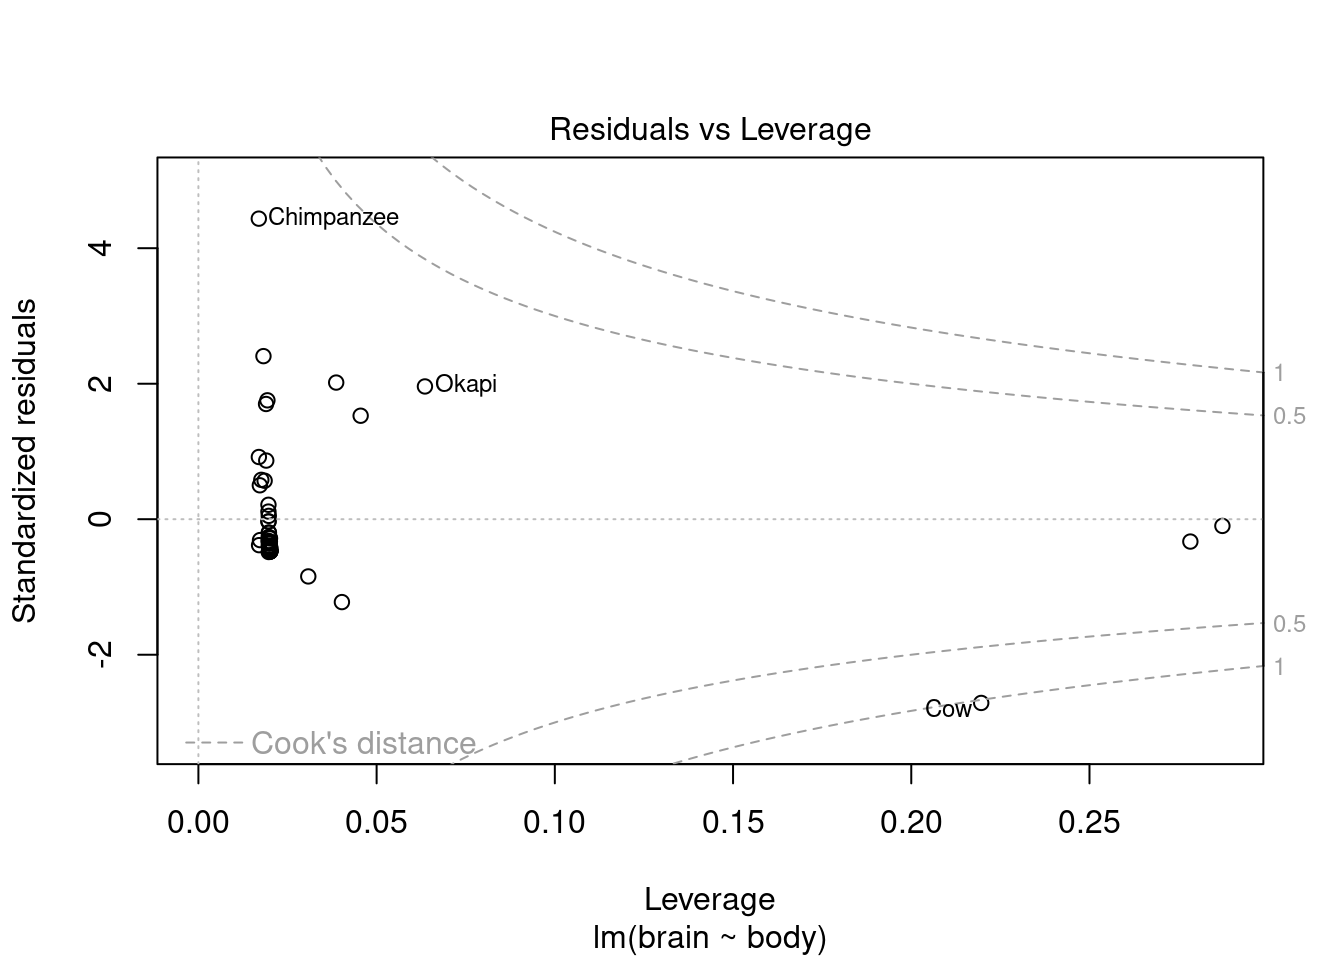 Residuals vs Leverage
Standardized residuals
4
2
0
-2
Chimpanzee
Okapi
Cow
1
0.5
0.5
1
Cook's distance
0.00 0.05 0.10 0.15 0.20 0.25
Leverage
lm(brain ~ body)